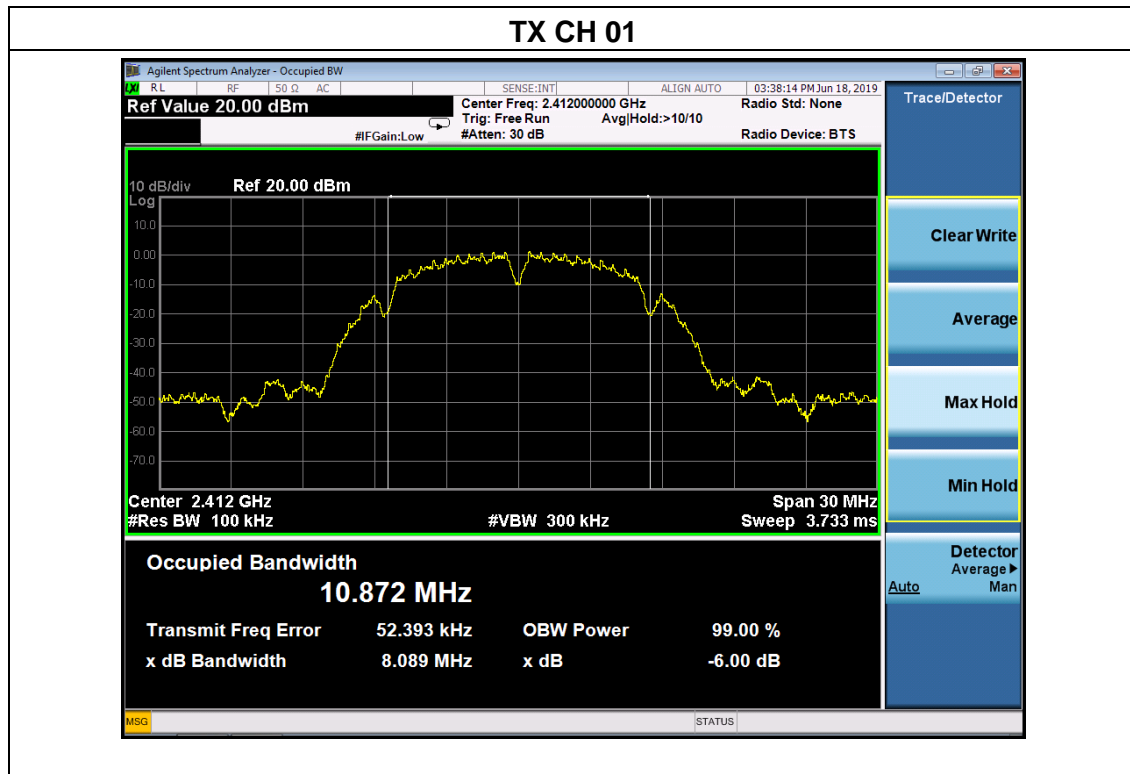 TX CH 01
Agilent Spectrum Analyzer - Occupied BW
LXI RL RF 50 Ω AC SENSE:INT ALIGN AUTO 03:38:14 PM Jun 18, 2019
Ref Value 20.00 dBm
Center Freq: 2.412000000 GHz
Radio Std: None
Trig: Free Run Avg|Hold:>10/10
#IFGain:Low #Atten: 30 dB Radio Device: BTS
10 dB/div Ref 20.00 dBm
Log
10.0
0.00
-10.0
-20.0
-30.0
-40.0
-50.0
-60.0
-70.0
Center 2.412 GHz Span 30 MHz
#Res BW 100 kHz #VBW 300 kHz Sweep 3.733 ms
Occupied Bandwidth
10.872 MHz
Transmit Freq Error 52.393 kHz OBW Power 99.00 %
x dB Bandwidth 8.089 MHz x dB -6.00 dB
MSG STATUS
Trace/Detector
Clear Write
Average
Max Hold
Min Hold
Detector
Average
Auto Man